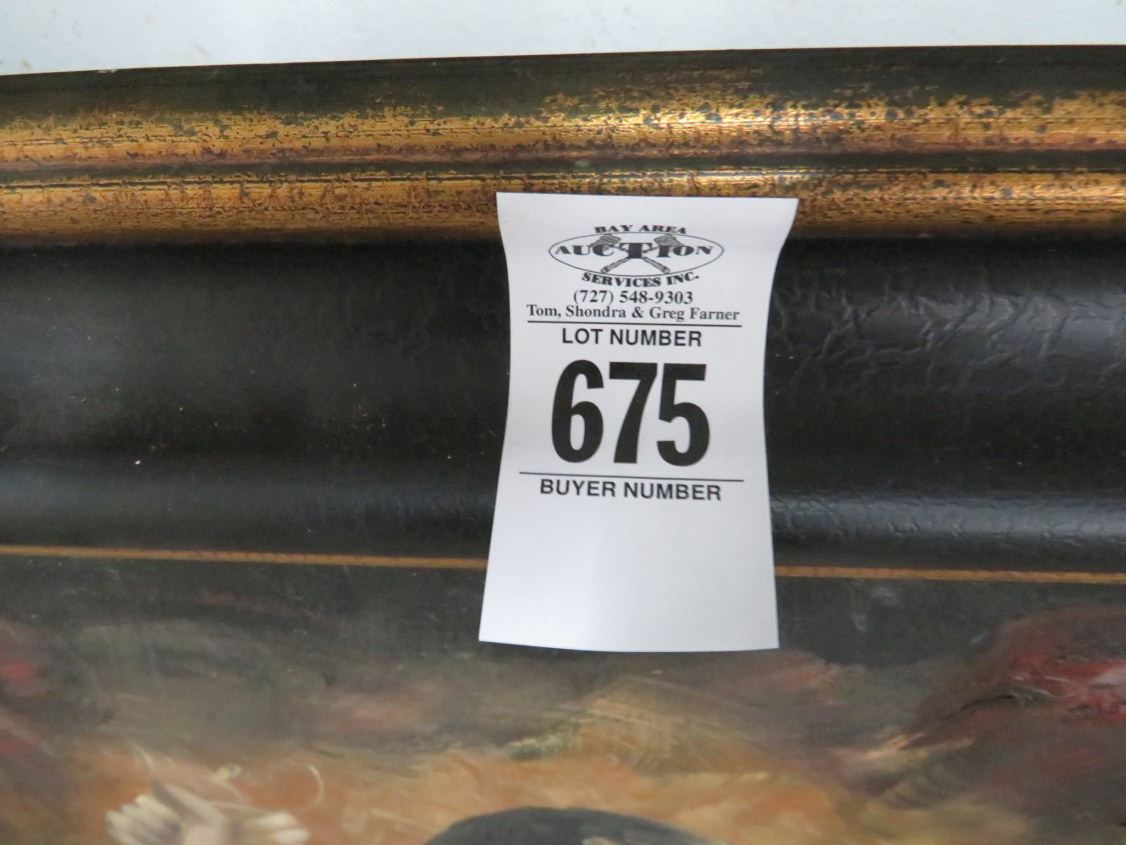 BAY AREA
AUCTION
SERVICES INC.
(727) 548-9303
Tom, Shondra & Greg Farner
LOT NUMBER
675
BUYER NUMBER